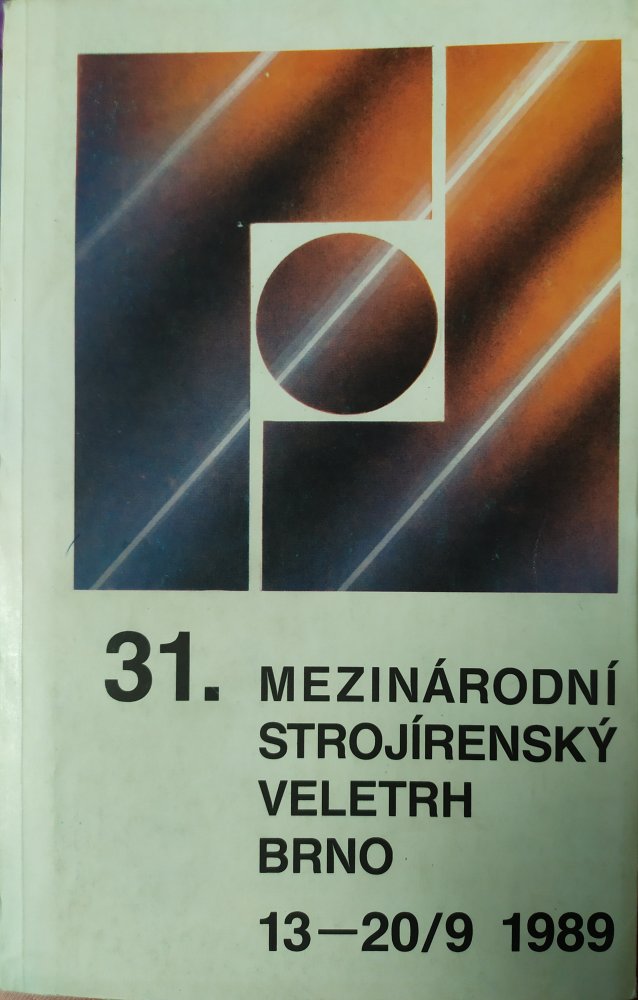 31. MEZINÁRODNÍ
STROJÍRENSKÝ
VELETRH
BRNO
13—20/9 1989